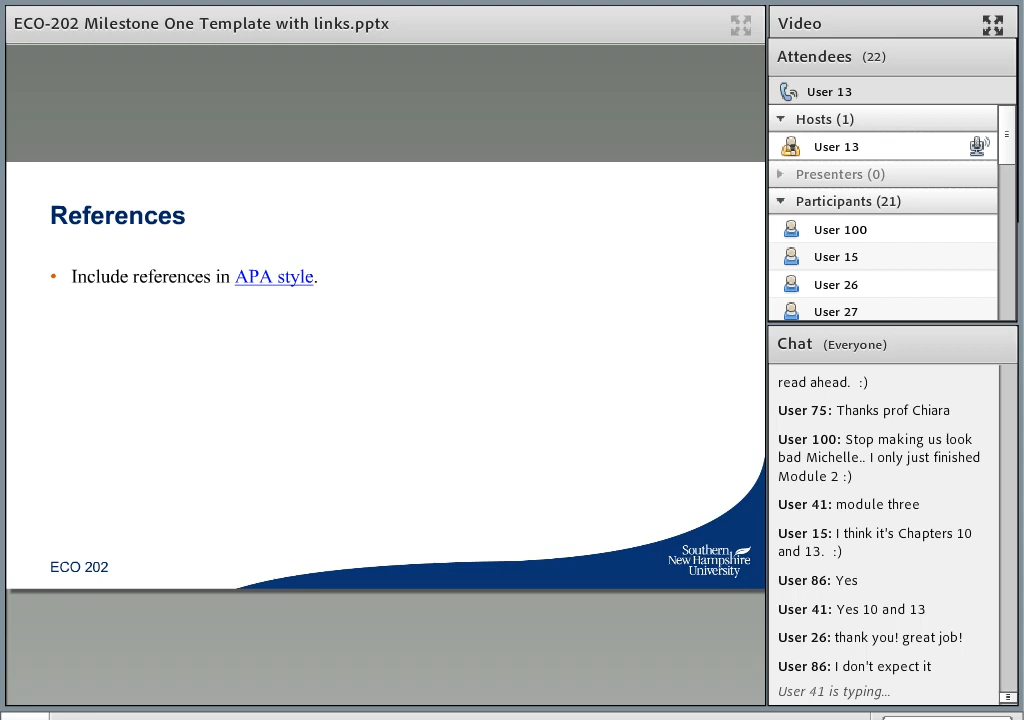 ECO-202 Milestone One Template with links.pptx
References
• Include references in APA style.
ECO 202
Southern
New Hampshire
University
Video
Attendees (22)
User 13
Hosts (1)
User 13
Presenters (0)
Participants (21)
User 100
User 15
User 26
User 27
Chat (Everyone)
read ahead. :)
User 75: Thanks prof Chiara
User 100: Stop making us look
bad Michelle.. I only just finished
Module 2 :)
User 41: module three
User 15: I think it's Chapters 10
and 13. :)
User 86: Yes
User 41: Yes 10 and 13
User 26: thank you! great job!
User 86: I don't expect it
User 41 is typing...